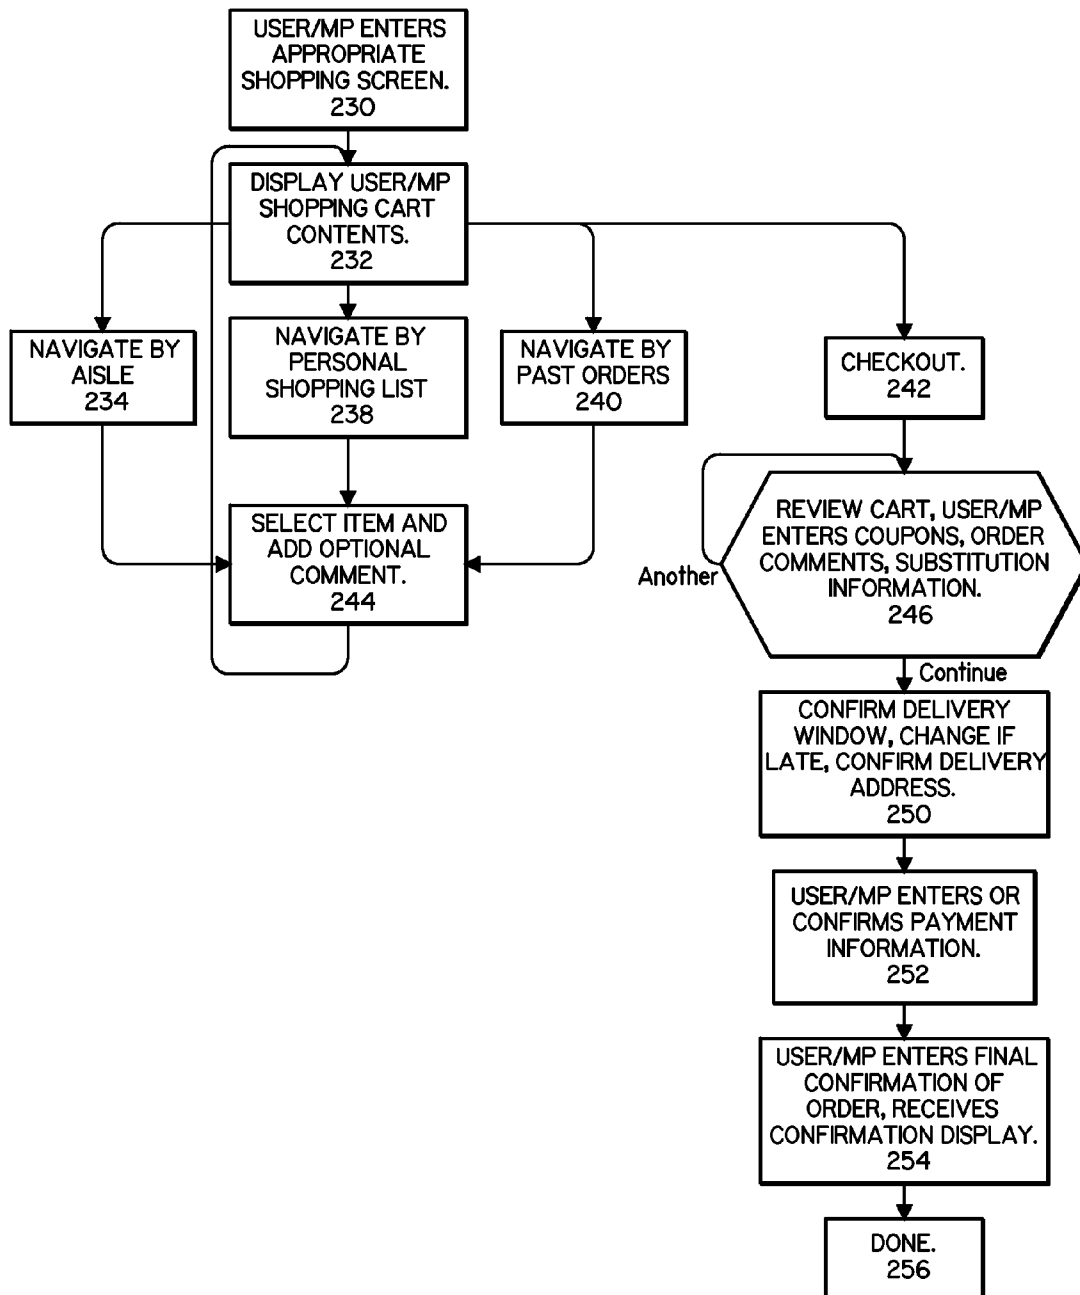 USER/MP ENTERS
APPROPRIATE
SHOPPING SCREEN.
230
DISPLAY USER/MP
SHOPPING CART
CONTENTS.
232
NAVIGATE BY
AISLE
234
NAVIGATE BY
PERSONAL
SHOPPING LIST
238
NAVIGATE BY
PAST ORDERS
240
CHECKOUT.
242
SELECT ITEM AND
ADD OPTIONAL
COMMENT.
244
REVIEW CART, USER/MP
ENTERS COUPONS, ORDER
COMMENTS, SUBSTITUTION
INFORMATION.
246
Another
Continue
CONFIRM DELIVERY
WINDOW, CHANGE IF
LATE, CONFIRM DELIVERY
ADDRESS.
250
USER/MP ENTERS OR
CONFIRMS PAYMENT
INFORMATION.
252
USER/MP ENTERS FINAL
CONFIRMATION OF
ORDER, RECEIVES
CONFIRMATION DISPLAY.
254
DONE.
256